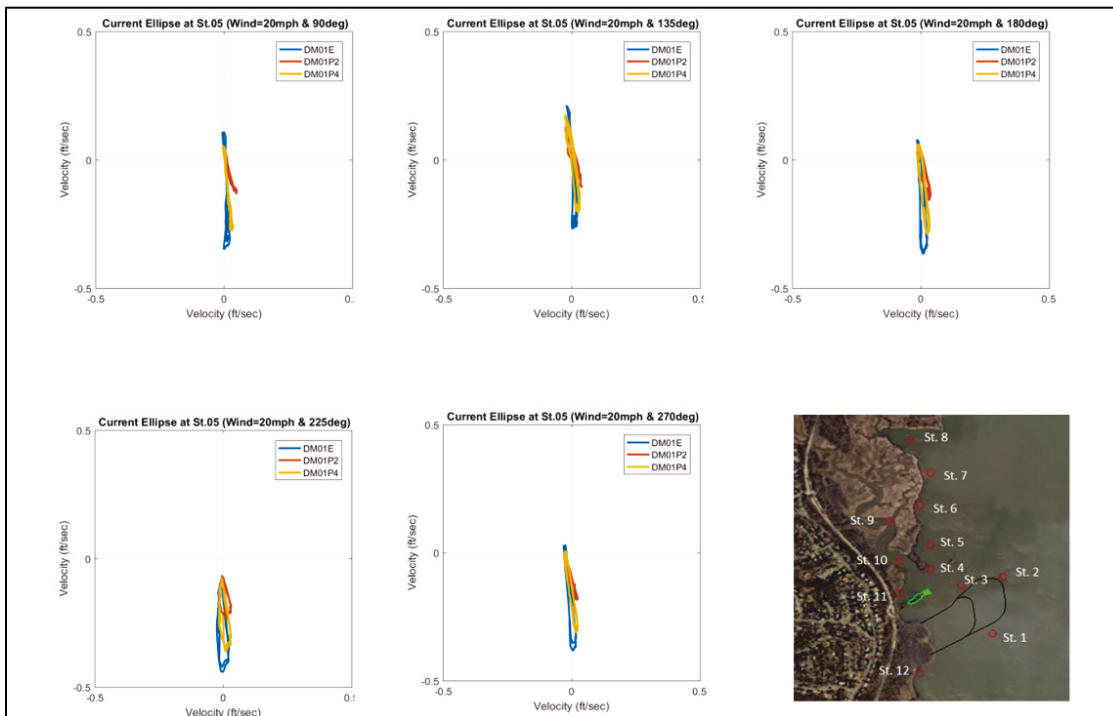 Current Ellipse at St.05 (Wind=20mph & 90deg)
0.5
DM01E
DM01P2
DM01P4
Velocity (ft/sec)
0
-0.5
-0.5
0
0.5
Velocity (ft/sec)
Current Ellipse at St.05 (Wind=20mph & 135deg)
0.5
DM01E
DM01P2
DM01P4
Velocity (ft/sec)
0
-0.5
-0.5
0
0.5
Velocity (ft/sec)
Current Ellipse at St.05 (Wind=20mph & 180deg)
0.5
DM01E
DM01P2
DM01P4
Velocity (ft/sec)
0
-0.5
-0.5
0
0.5
Velocity (ft/sec)
Current Ellipse at St.05 (Wind=20mph & 225deg)
0.5
DM01E
DM01P2
DM01P4
Velocity (ft/sec)
0
-0.5
-0.5
0
0.5
Velocity (ft/sec)
Current Ellipse at St.05 (Wind=20mph & 270deg)
0.5
DM01E
DM01P2
DM01P4
Velocity (ft/sec)
0
-0.5
-0.5
0
0.5
Velocity (ft/sec)
St. 8
St. 7
St. 6
St. 9
St. 5
St. 10
St. 4
St. 3
St. 2
St. 11
St. 1
St. 12